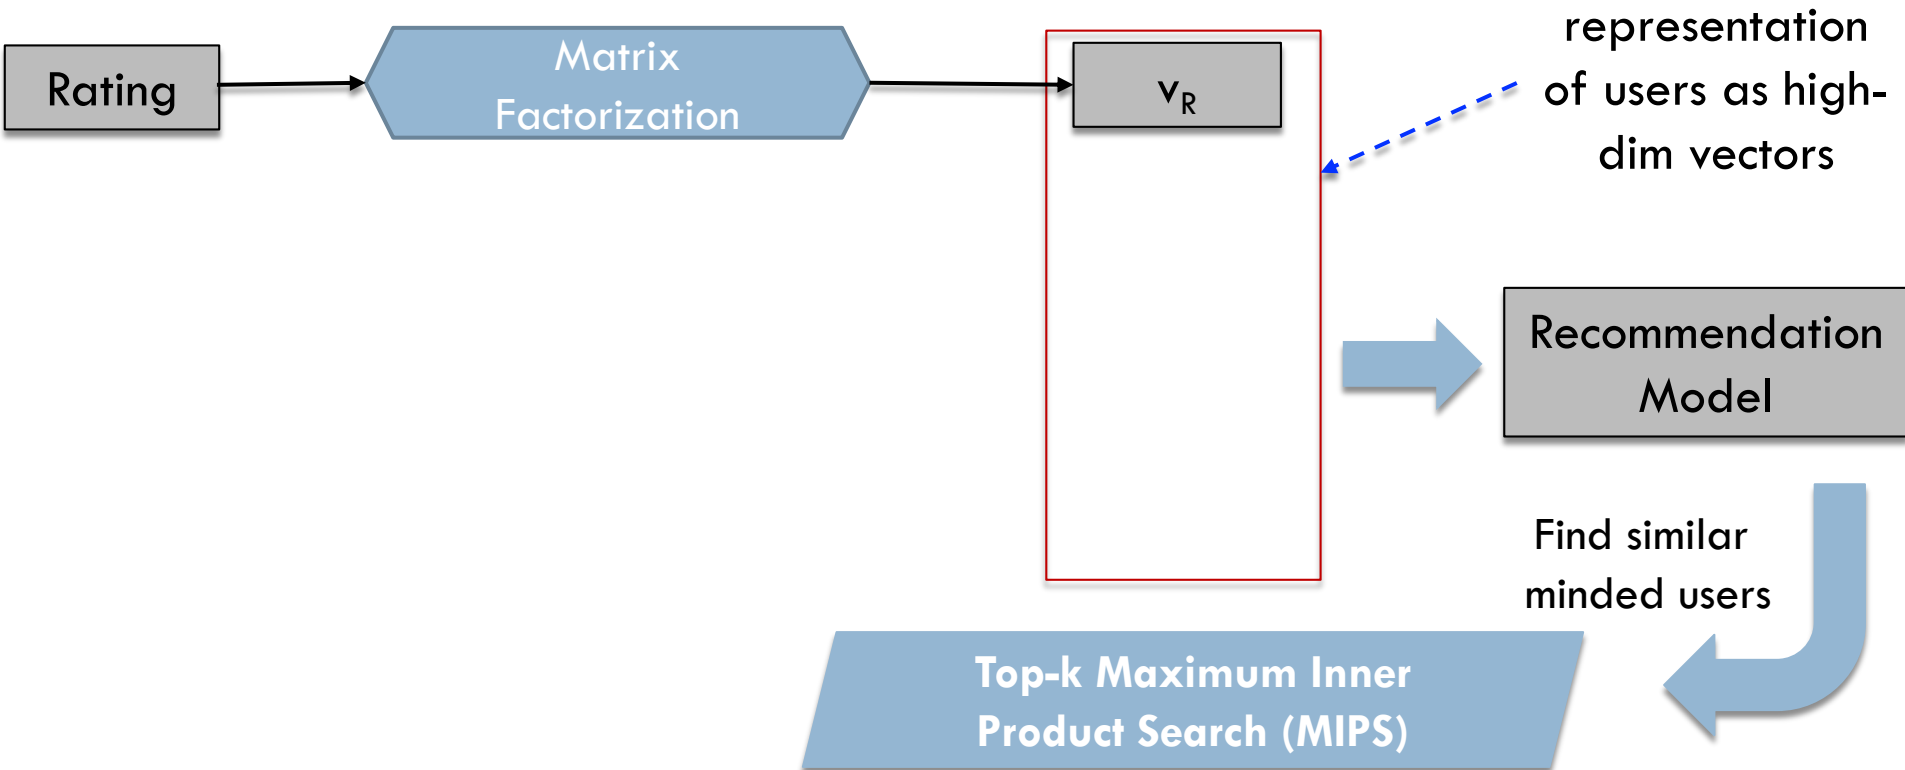 Rating
Matrix
Factorization
vR
representation
of users as high-
dim vectors
Recommendation
Model
Find similar
minded users
Top-k Maximum Inner
Product Search (MIPS)